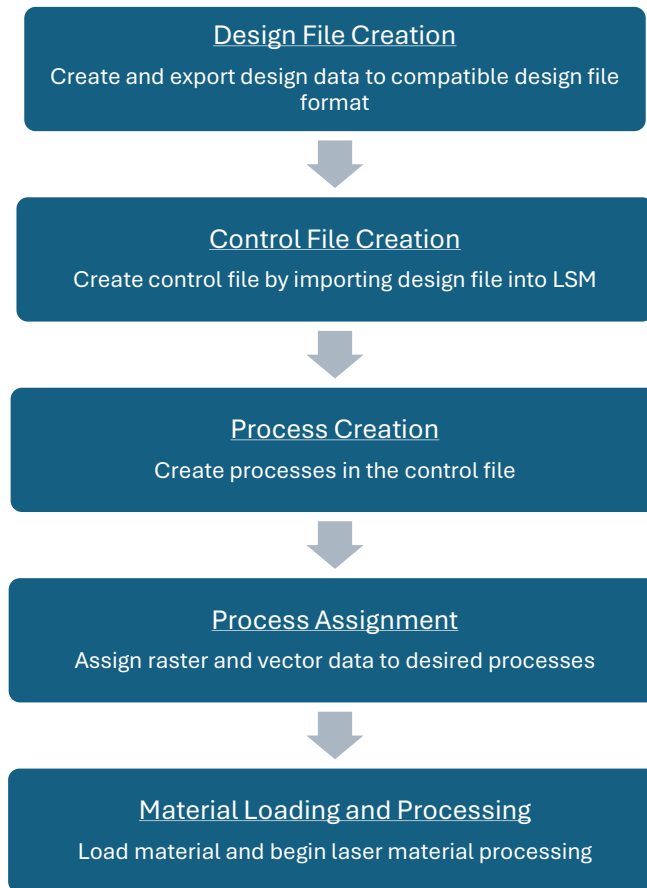 Design File Creation
Create and export design data to compatible design file
format
Control File Creation
Create control file by importing design file into LSM
Process Creation
Create processes in the control file
Process Assignment
Assign raster and vector data to desired processes
Material Loading and Processing
Load material and begin laser material processing